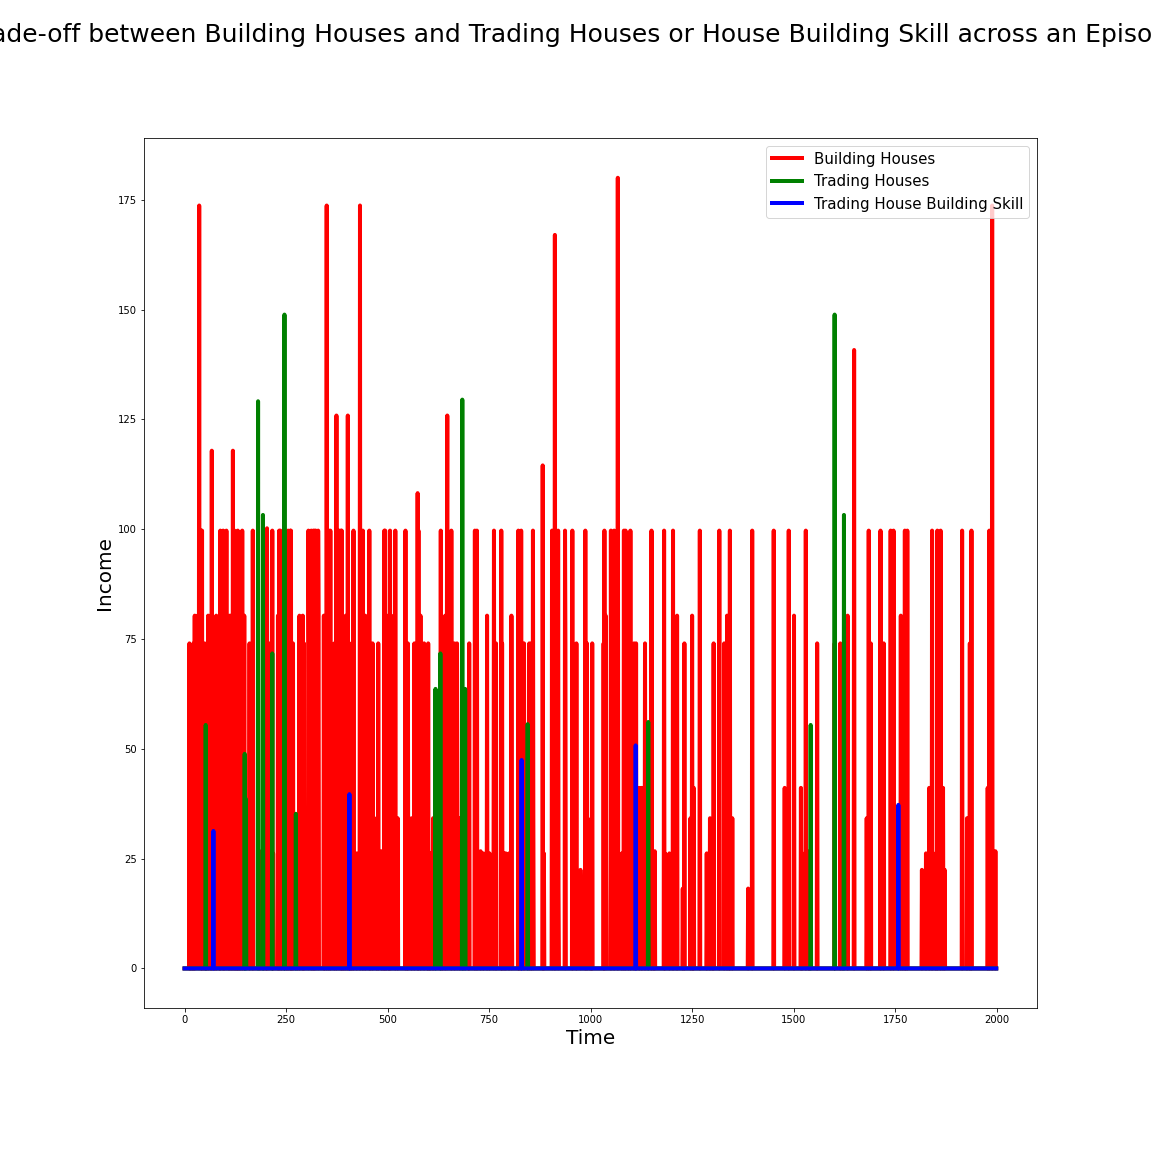 ade-off between Building Houses and Trading Houses or House Building Skill across an Episo
Building Houses
Trading Houses
Trading House Building Skill
Income
175
150
125
100
75
50
25
0
0 250 500 750 1000 1250 1500 1750 2000
Time